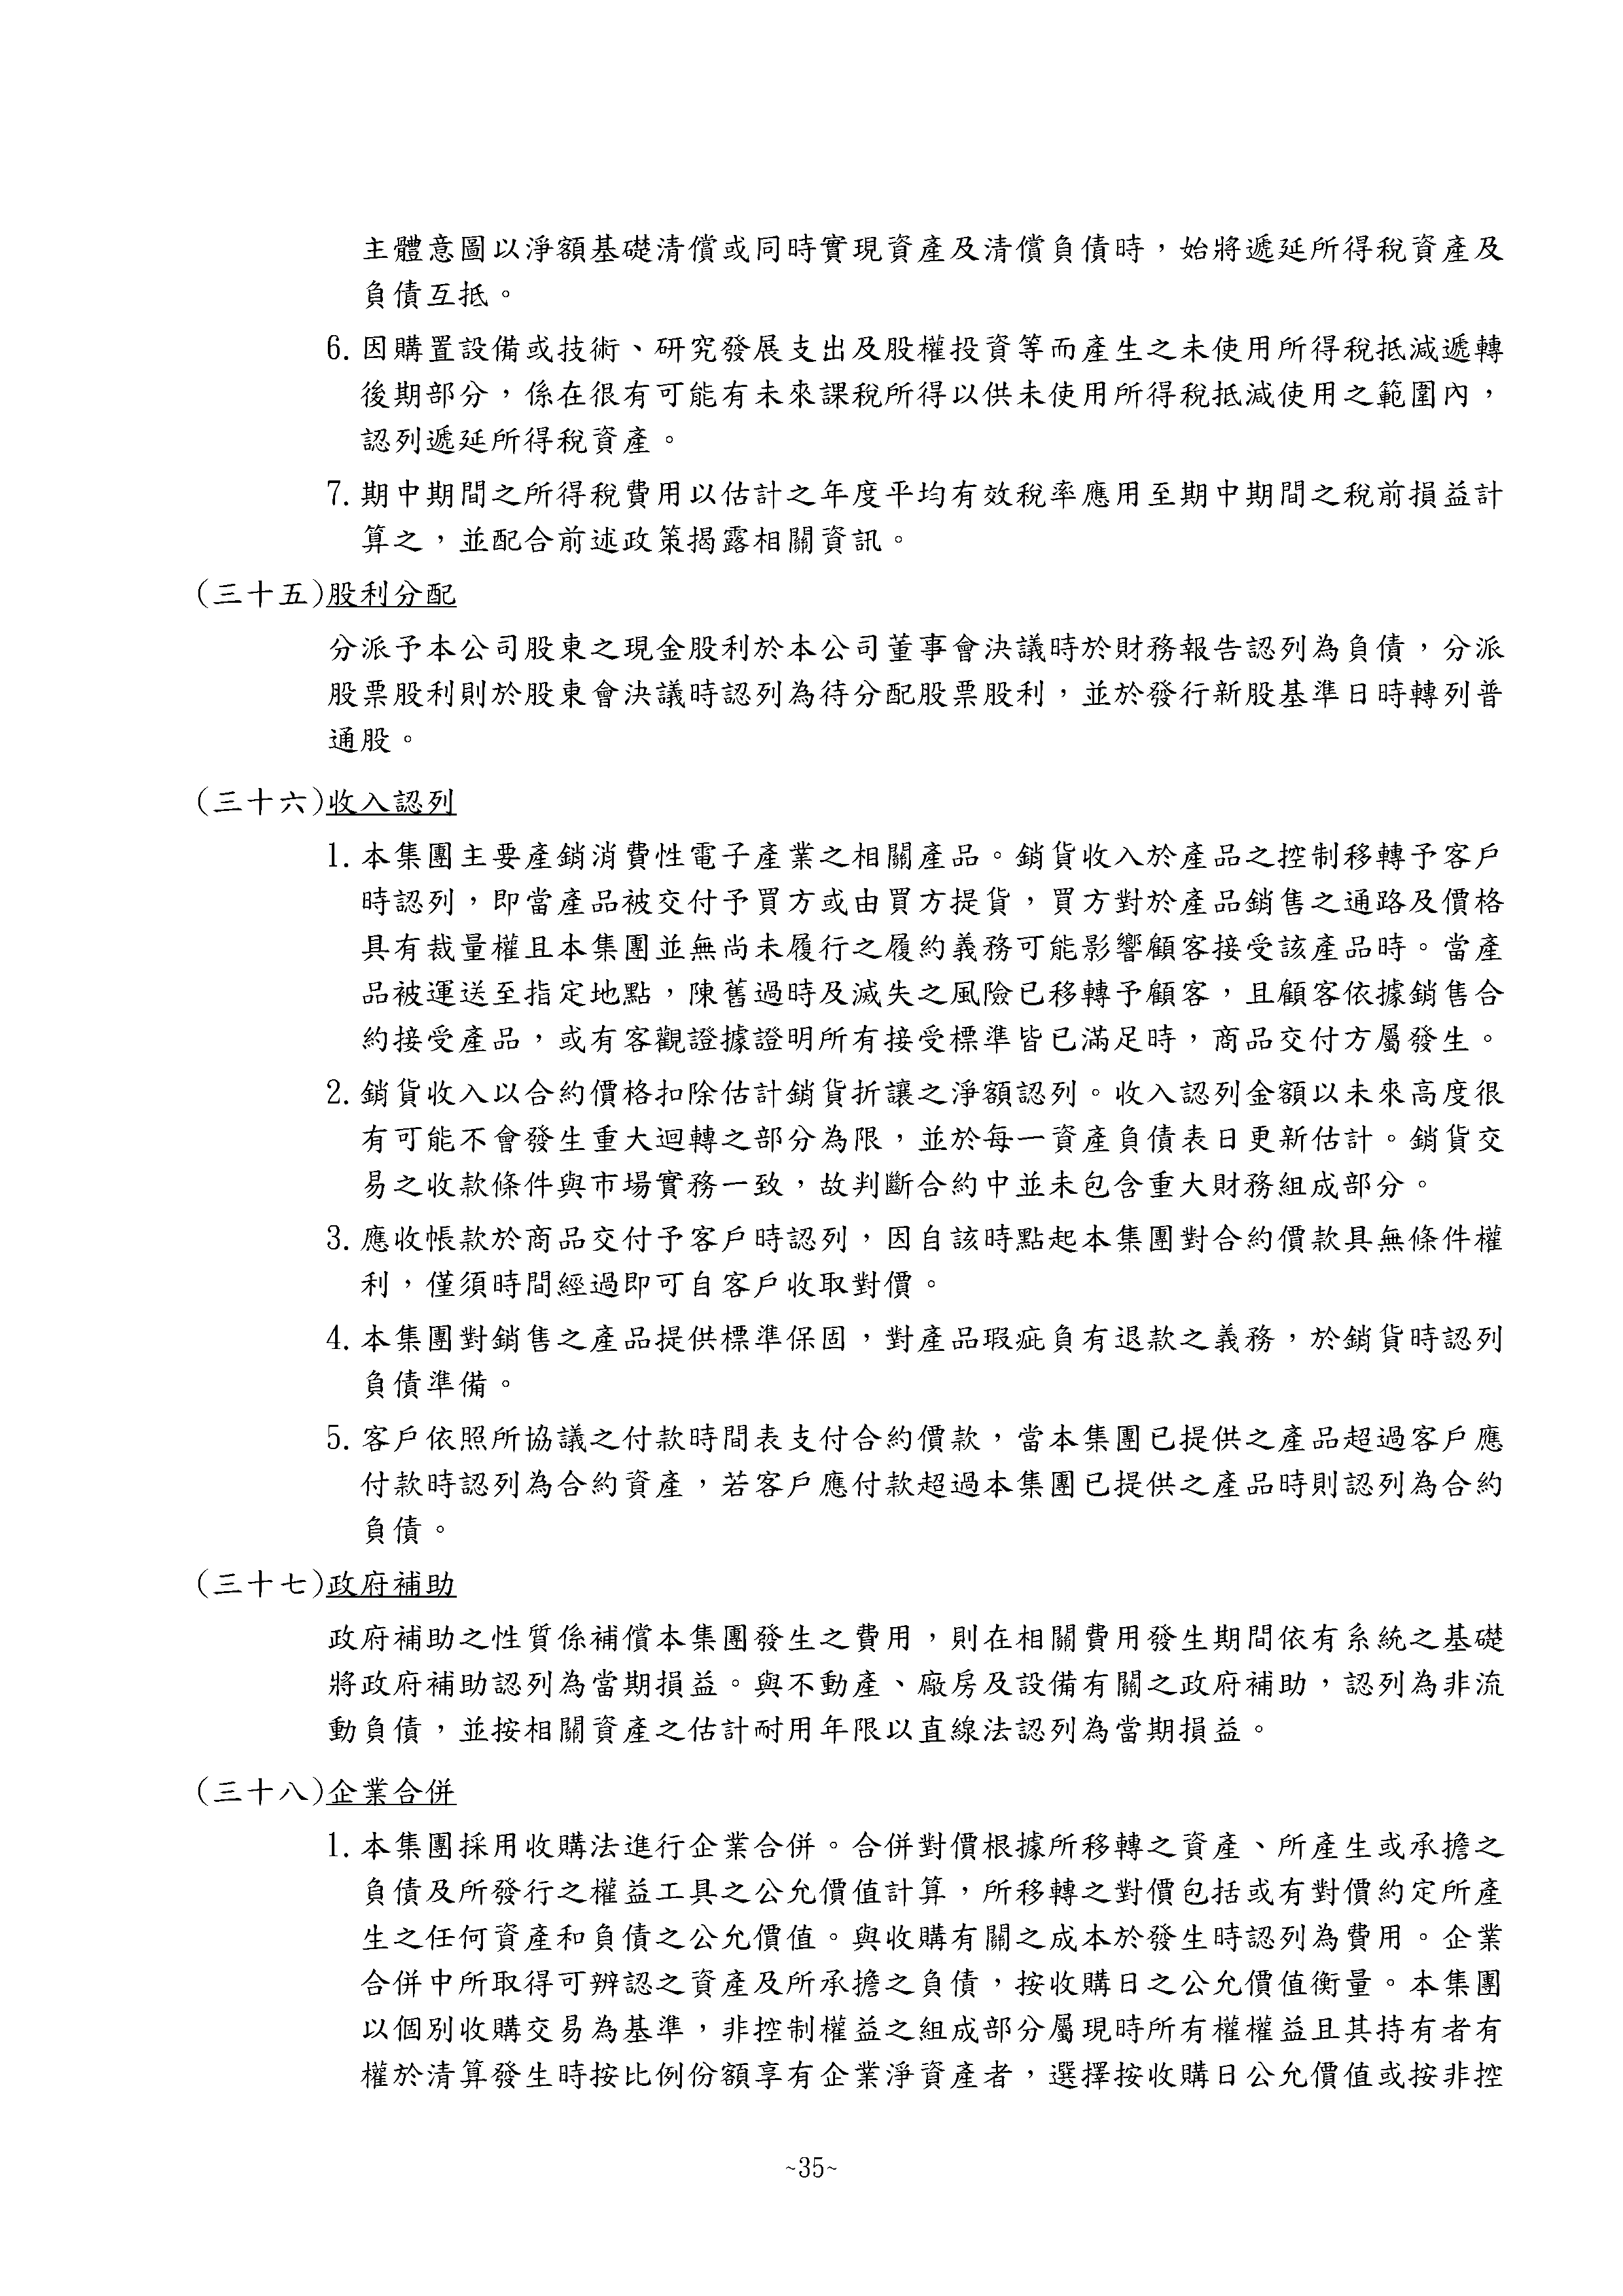 主體意圖以淨額基礎清償或同時實現資產及清償負債時，始將遞延所得稅資產及
負債互抵。
6.因購置設備或技術、研究發展支出及股權投資等而產生之未使用所得稅抵減遞轉
後期部分，係在很有可能有未來課稅所得以供未使用所得稅抵減使用之範圍內，
認列遞延所得稅資產。
7.期中期間之所得稅費用以估計之年度平均有效稅率應用至期中期間之稅前損益計
算之，並配合前述政策揭露相關資訊。
(三十五)股利分配
分派予本公司股東之現金股利於本公司董事會決議時於財務報告認列為負債，分派
股票股利則於股東會決議時認列為待分配股票股利，並於發行新股基準日時轉列普
通股。
(三十六)收入認列
1.本集團主要產銷消費性電子產業之相關產品。銷貨收入於產品之控制移轉予客戶
時認列，即當產品被交付予買方或由買方提貨，買方對於產品銷售之通路及價格
具有裁量權且本集團並無尚未履行之履約義務可能影響顧客接受該產品時。當產
品被運送至指定地點，陳舊過時及滅失之風險已移轉予顧客，且顧客依據銷售合
約接受產品，或有客觀證據證明所有接受標準皆已滿足時，商品交付方屬發生。
2.銷貨收入以合約價格扣除估計銷貨折讓之淨額認列。收入認列金額以未來高度很
有可能不會發生重大迴轉之部分為限，並於每一資產負債表日更新估計。銷貨交
易之收款條件與市場實務一致，故判斷合約中並未包含重大財務組成部分。
3.應收帳款於商品交付予客戶時認列，因自該時點起本集團對合約價款具無條件權
利，僅須時間經過即可自客戶收取對價。
4.本集團對銷售之產品提供標準保固，對產品瑕疵負有退款之義務，於銷貨時認列
負債準備。
5.客戶依照所協議之付款時間表支付合約價款，當本集團已提供之產品超過客戶應
付款時認列為合約資產，若客戶應付款超過本集團已提供之產品時則認列為合約
負債。
(三十七)政府補助
政府補助之性質係補償本集團發生之費用，則在相關費用發生期間依有系統之基礎
將政府補助認列為當期損益。與不動產、廠房及設備有關之政府補助，認列為非流
動負債，並按相關資產之估計耐用年限以直線法認列為當期損益。
(三十八)企業合併
1.本集團採用收購法進行企業合併。合併對價根據所移轉之資產、所產生或承擔之
負債及所發行之權益工具之公允價值計算，所移轉之對價包括或有對價約定所產
生之任何資產和負債之公允價值。與收購有關之成本於發生時認列為費用。企業
合併中所取得可辨認之資產及所承擔之負債，按收購日之公允價值衡量。本集團
以個別收購交易為基準，非控制權益之組成部分屬現時所有權權益且其持有者有
權於清算發生時按比例份額享有企業淨資產者，選擇按收購日公允價值或按非控
~35~